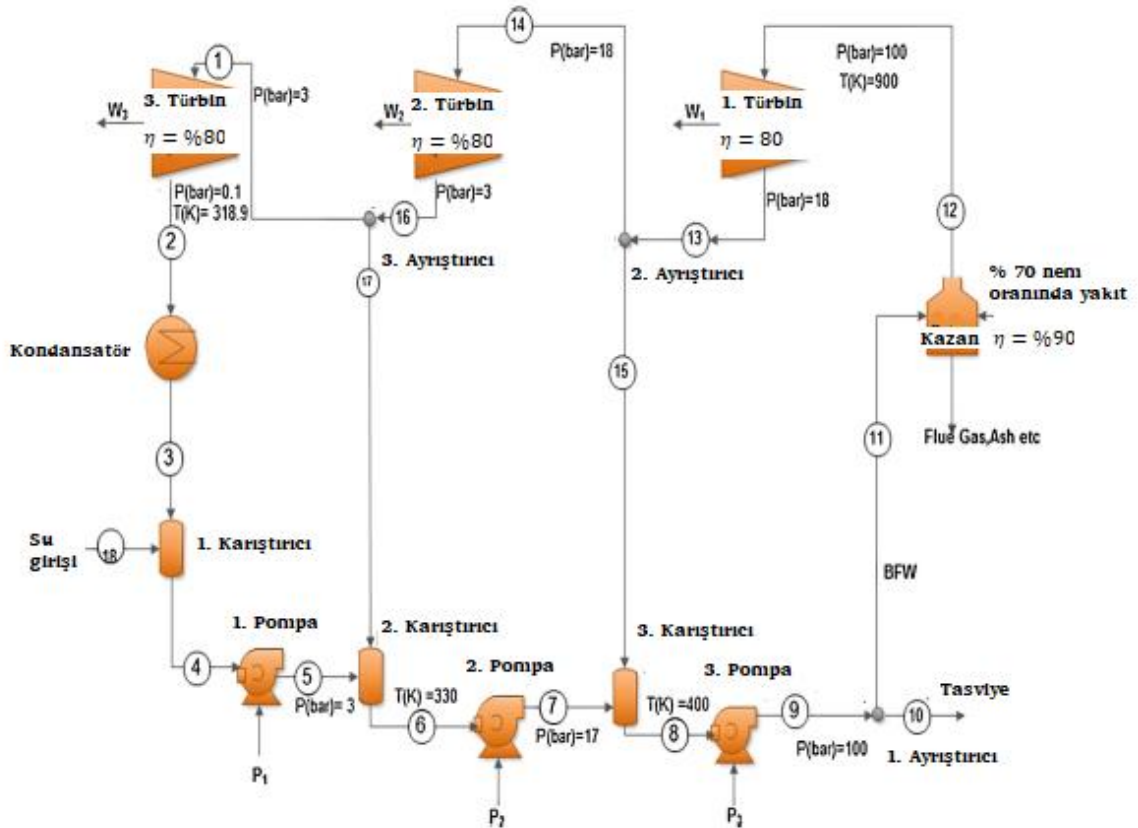 1
P(bar)=3
3. Türbin
W₃
η = %80
P(bar)=0.1
T(K)= 318.9
2
Kondansatör
3
Su
girişi
18
1. Karıştırıcı
4
1. Pompa
P₁
5
P(bar)= 3
14
P(bar)=18
2. Türbin
W₂
η = %80
P(bar)=3
16
3. Ayrıştırıcı
17
2. Karıştırıcı
T(K) =330
6
2. Pompa
P₂
7
P(bar)=17
P(bar)=100
T(K)=900
1. Türbin
W₁
η = 80
P(bar)=18
13
2. Ayrıştırıcı
15
3. Karıştırıcı
T(K) =400
8
3. Pompa
P₃
9
P(bar)=100
12
% 70 nem
oranında yakıt
Kazan
η = %90
Flue Gas,Ash etc
11
BFW
Tasviye
10
1. Ayrıştırıcı